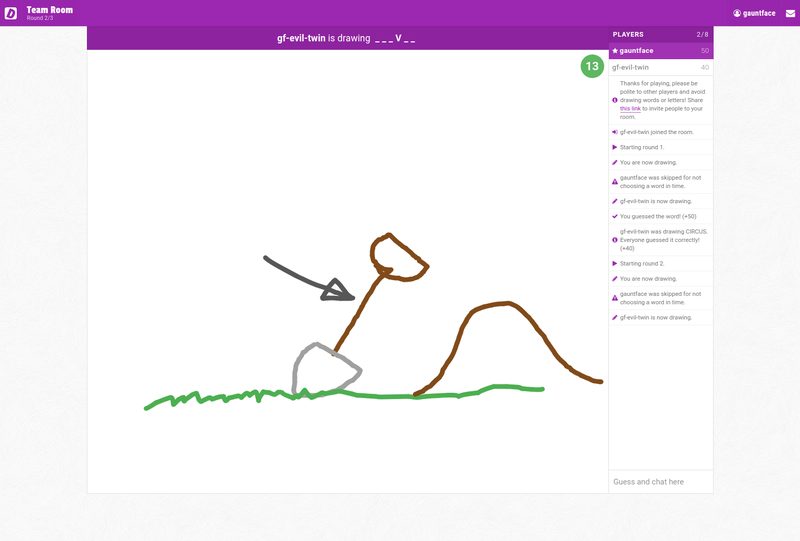 Team Room
Round 2/3
gauntface
gf-evil-twin is drawing _ _ _ V _ _
13
PLAYERS 2/8
gauntface 50
gf-evil-twin 40
Thanks for playing, please be
polite to other players and avoid
drawing words or letters! Share
this link to invite people to your
room.
gf-evil-twin joined the room.
Starting round 1.
You are now drawing.
gauntface was skipped for not
choosing a word in time.
gf-evil-twin is now drawing.
You guessed the word! (+50)
gf-evil-twin was drawing CIRCUS.
Everyone guessed it correctly!
(+40)
Starting round 2.
You are now drawing.
gauntface was skipped for not
choosing a word in time.
gf-evil-twin is now drawing.
Guess and chat here